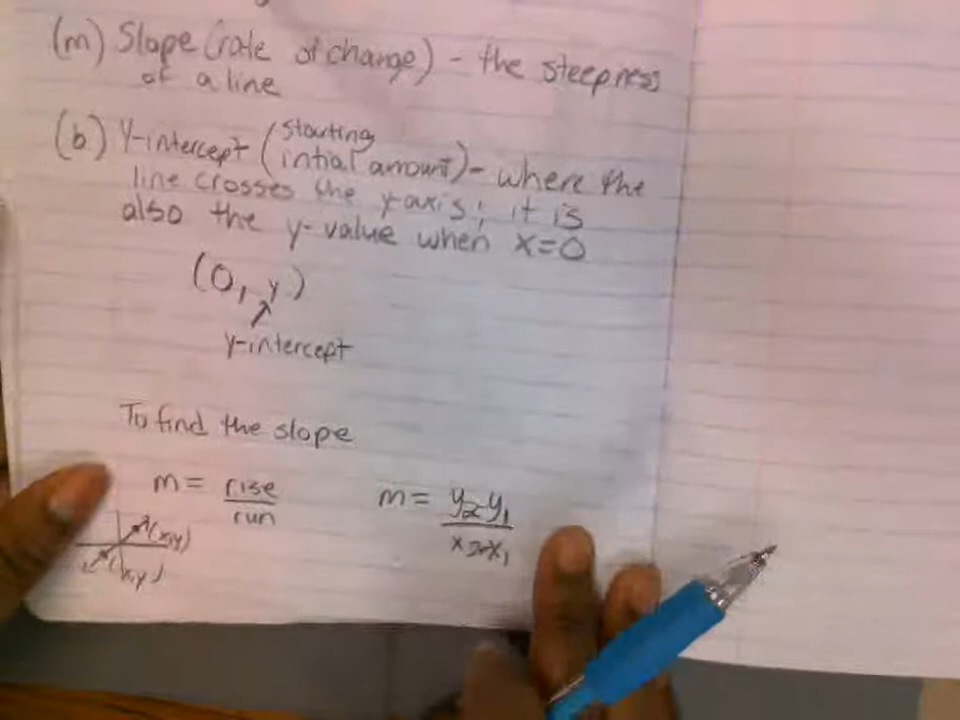 (m) Slope (rate of change) - the steepness
of a line
(b) Y-intercept (starting
intial amount) - where the
line crosses the y-axis; it is
also the y-value when x=0
(0, y)
y-intercept
To find the slope
m = rise
run
m = y2-y1
x2-x1
(x,y)
(x,y)